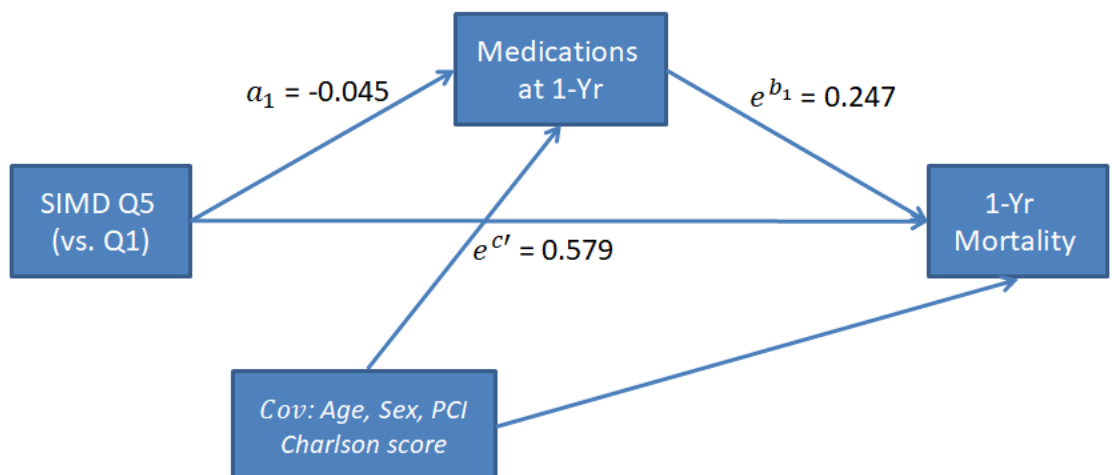 Medications
at 1-Yr
𝑎₁ = -0.045
𝑒^𝑏₁ = 0.247
SIMD Q5
(vs. Q1)
1-Yr
Mortality
𝑒^𝑐′ = 0.579
𝐶𝑜𝑣: Age, Sex, PCI
Charlson score